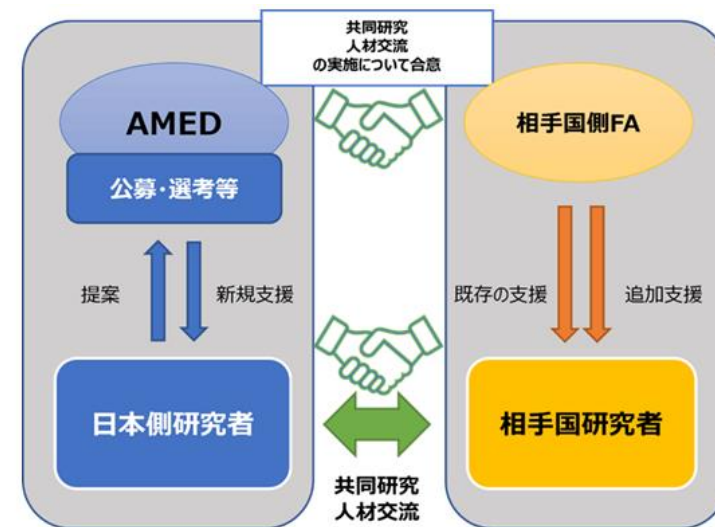 共同研究
人材交流
の実施について合意
AMED
公募・選考等
相手国側FA
提案
新規支援
既存の支援
追加支援
日本側研究者
相手国研究者
共同研究
人材交流